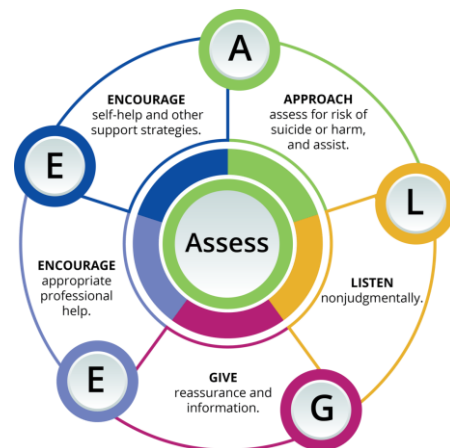 A
APPROACH
assess for risk of
suicide or harm,
and assist.
L
LISTEN
nonjudgmentally.
G
GIVE
reassurance and
information.
E
ENCOURAGE
appropriate
professional
help.
E
ENCOURAGE
self-help and other
support strategies.
Assess